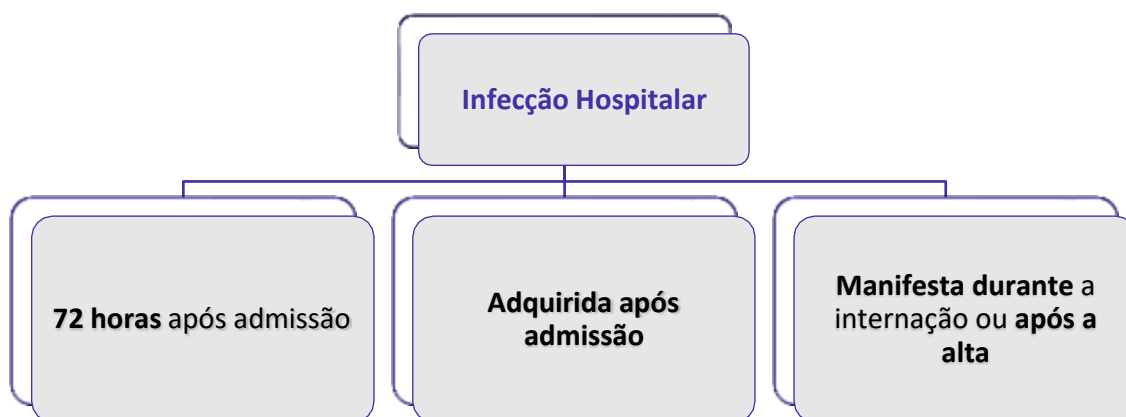 Infecção Hospitalar
72 horas após admissão
Adquirida após
admissão
Manifesta durante a
internação ou após a
alta